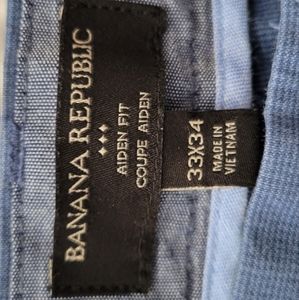 BANANA REPUBLIC
AIDEN FIT
COUPE AIDEN
33X34
MADE IN
VIETNAM